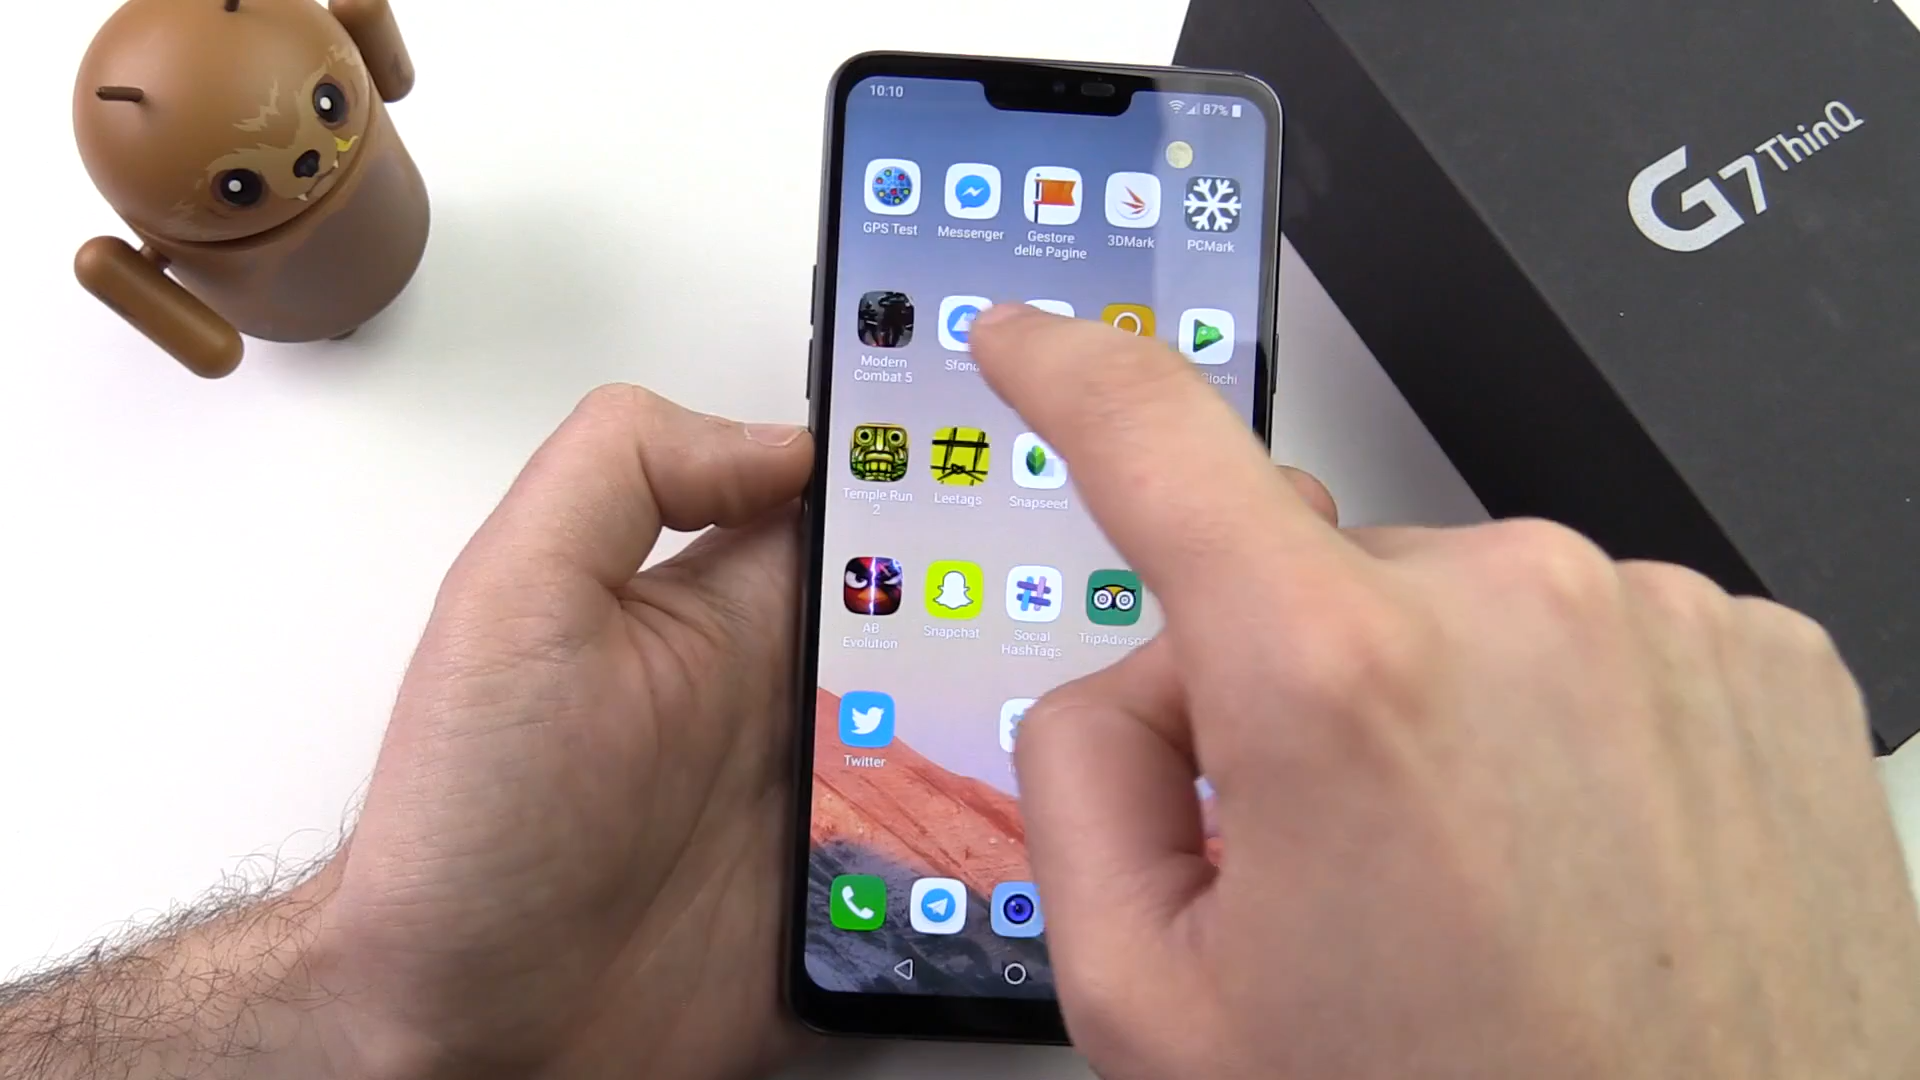 10:10
87%
G7 ThinQ
GPS Test
Messenger
Gestore
delle Pagine
3DMark
PCMark
Modern
Combat 5
Temple Run
2
Leetags
Snapseed
AB
Evolution
Snapchat
Social
HashTags
TripAdvisor
Twitter